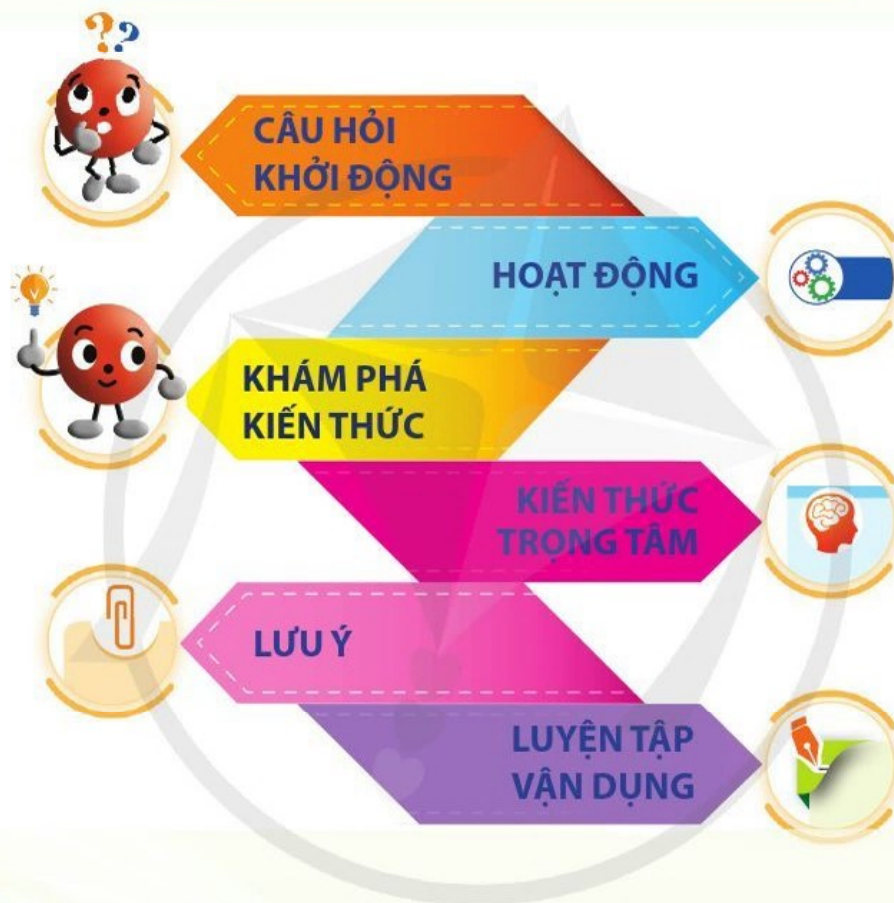 ??
CÂU HỎI
KHỞI ĐỘNG
HOẠT ĐỘNG
KHÁM PHÁ
KIẾN THỨC
KIẾN THỨC
TRỌNG TÂM
LƯU Ý
LUYỆN TẬP
VẬN DỤNG